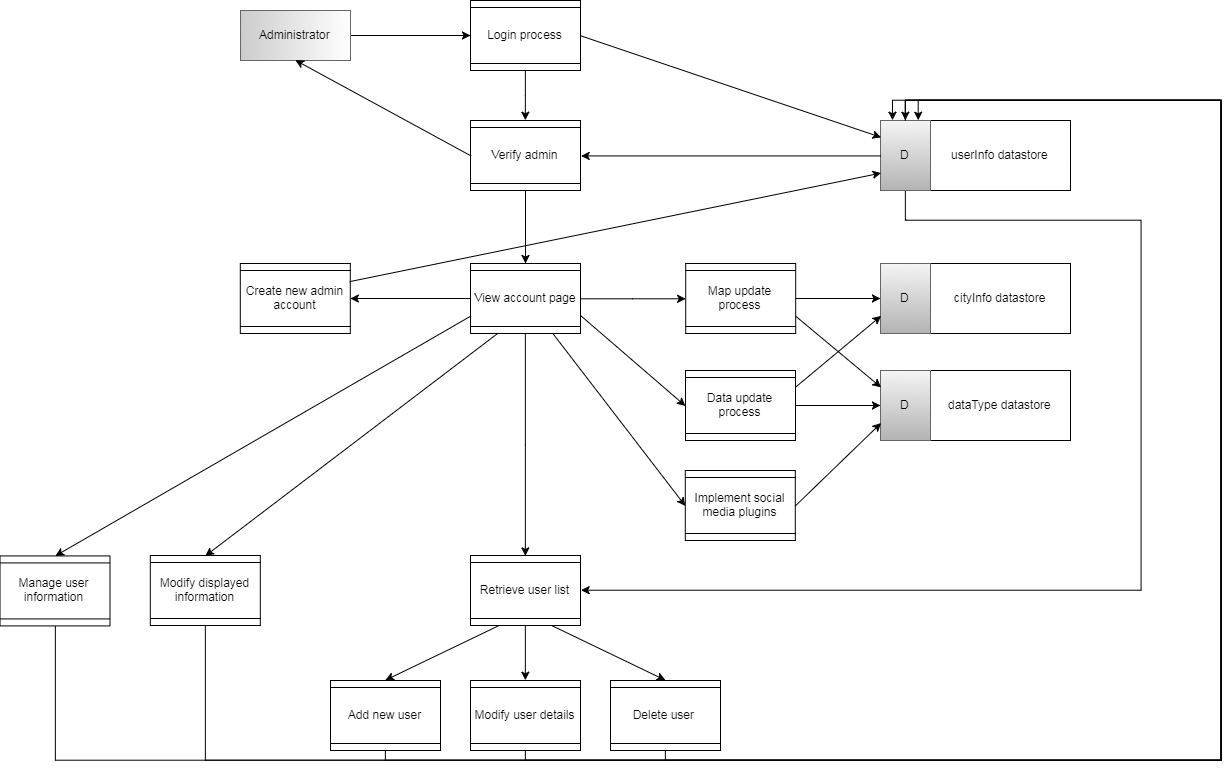 Administrator
Login process
Verify admin
D
userInfo datastore
Create new admin
account
View account page
Map update
process
D
cityInfo datastore
Data update
process
D
dataType datastore
Implement social
media plugins
Manage user
information
Modify displayed
information
Retrieve user list
Add new user
Modify user details
Delete user